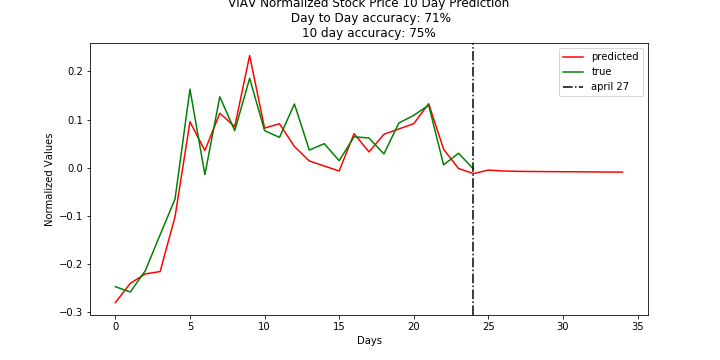 VIAV Normalized Stock Price 10 Day Prediction
Day to Day accuracy: 71%
10 day accuracy: 75%
predicted
true
april 27
Normalized Values
0.2
0.1
0.0
−0.1
−0.2
−0.3
0 5 10 15 20 25 30 35
Days